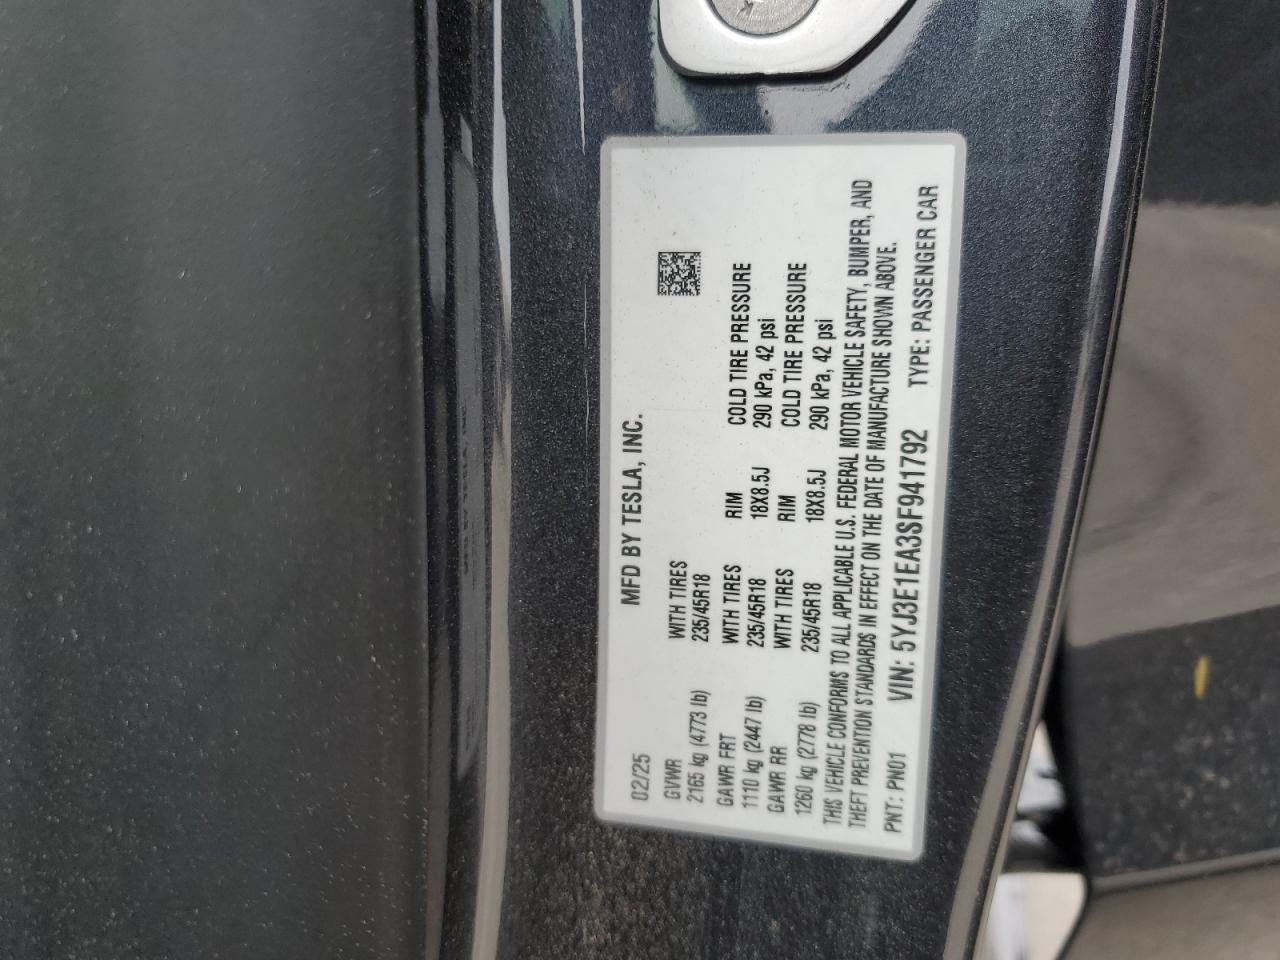 MFD BY TESLA, INC.
02/25
GVWR WITH TIRES
2165 kg (4773 lb) 235/45R18
GAWR FRT WITH TIRES RIM COLD TIRE PRESSURE
1110 kg (2447 lb) 235/45R18 18X8.5J 290 kPa, 42 psi
GAWR RR WITH TIRES RIM COLD TIRE PRESSURE
1260 kg (2778 lb) 235/45R18 18X8.5J 290 kPa, 42 psi
THIS VEHICLE CONFORMS TO ALL APPLICABLE U.S. FEDERAL MOTOR VEHICLE SAFETY, BUMPER, AND
THEFT PREVENTION STANDARDS IN EFFECT ON THE DATE OF MANUFACTURE SHOWN ABOVE.
PNT: PN01 VIN: 5YJ3E1EA3SF941792 TYPE: PASSENGER CAR